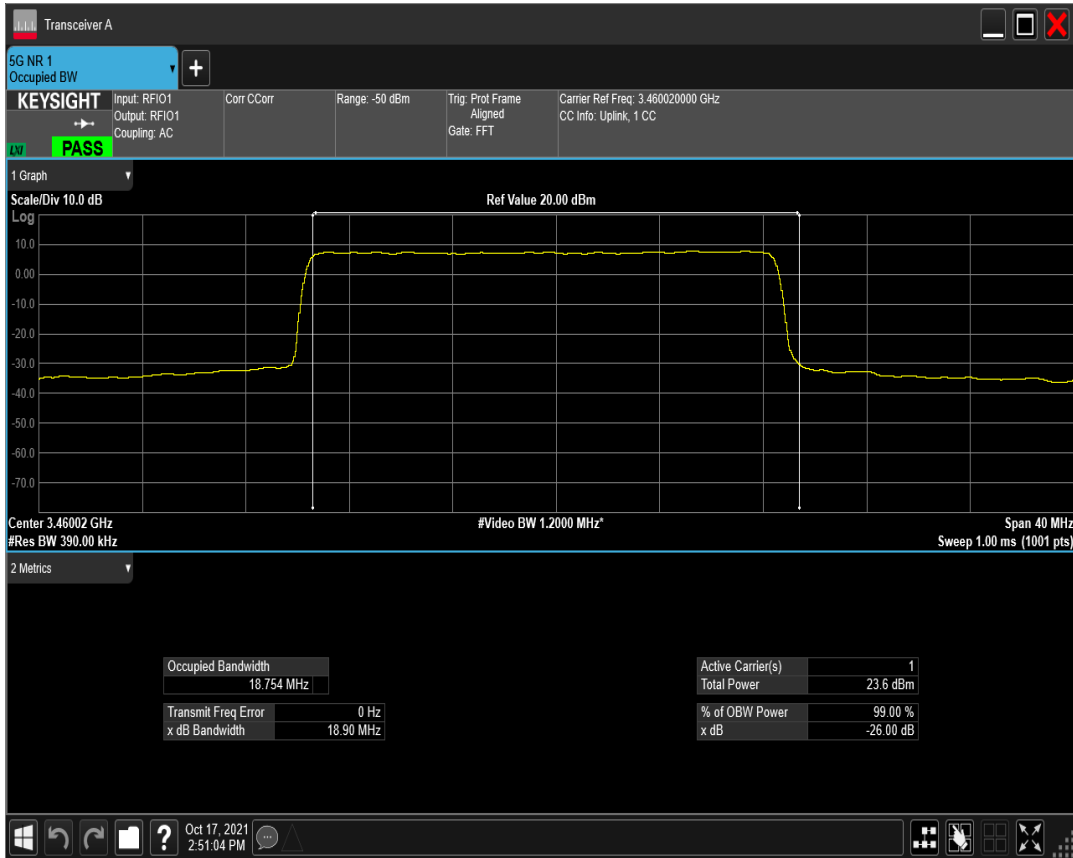 Transceiver A
5G NR 1
Occupied BW
KEYSIGHT
LXI
PASS
Input: RFIO1
Output: RFIO1
Coupling: AC
Corr CCorr
Range: -50 dBm
Trig: Prot Frame
Aligned
Gate: FFT
Carrier Ref Freq: 3.460020000 GHz
CC Info: Uplink, 1 CC
1 Graph
Scale/Div 10.0 dB
Ref Value 20.00 dBm
Log
10.0
0.00
-10.0
-20.0
-30.0
-40.0
-50.0
-60.0
-70.0
Center 3.46002 GHz
#Video BW 1.2000 MHz*
Span 40 MHz
#Res BW 390.00 kHz
Sweep 1.00 ms (1001 pts)
2 Metrics
Occupied Bandwidth
18.754 MHz
Transmit Freq Error 0 Hz
x dB Bandwidth 18.90 MHz
Active Carrier(s) 1
Total Power 23.6 dBm
% of OBW Power 99.00 %
x dB -26.00 dB
Oct 17, 2021
2:51:04 PM